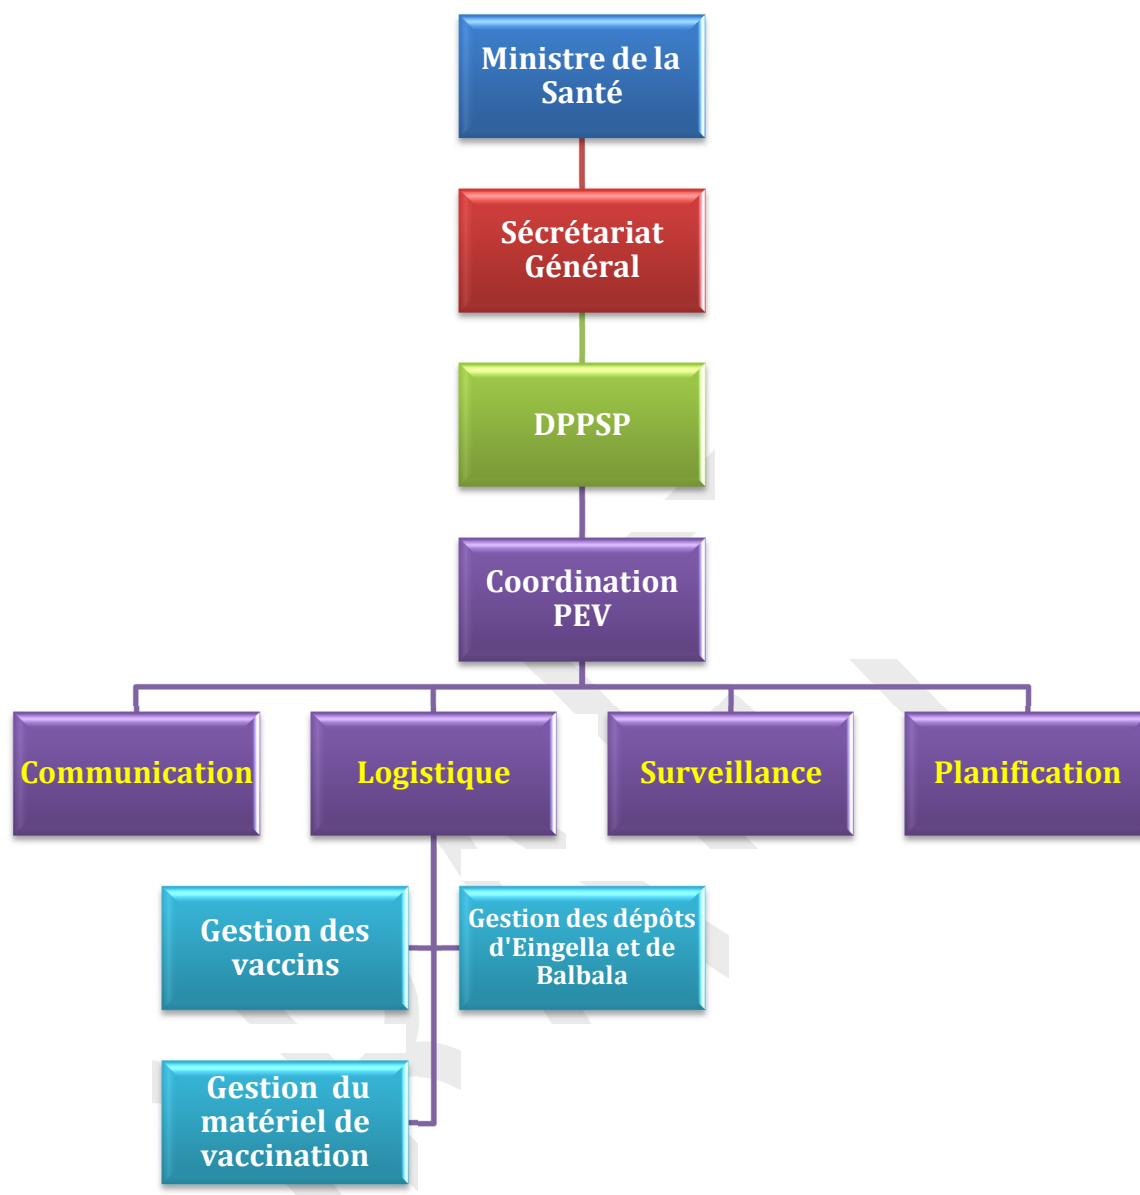 Ministre de la
Santé
Sécrétariat
Général
DPPSP
Coordination
PEV
Communication
Logistique
Surveillance
Planification
Gestion des
vaccins
Gestion des dépôts
d'Eingella et de
Balbala
Gestion du
matériel de
vaccination